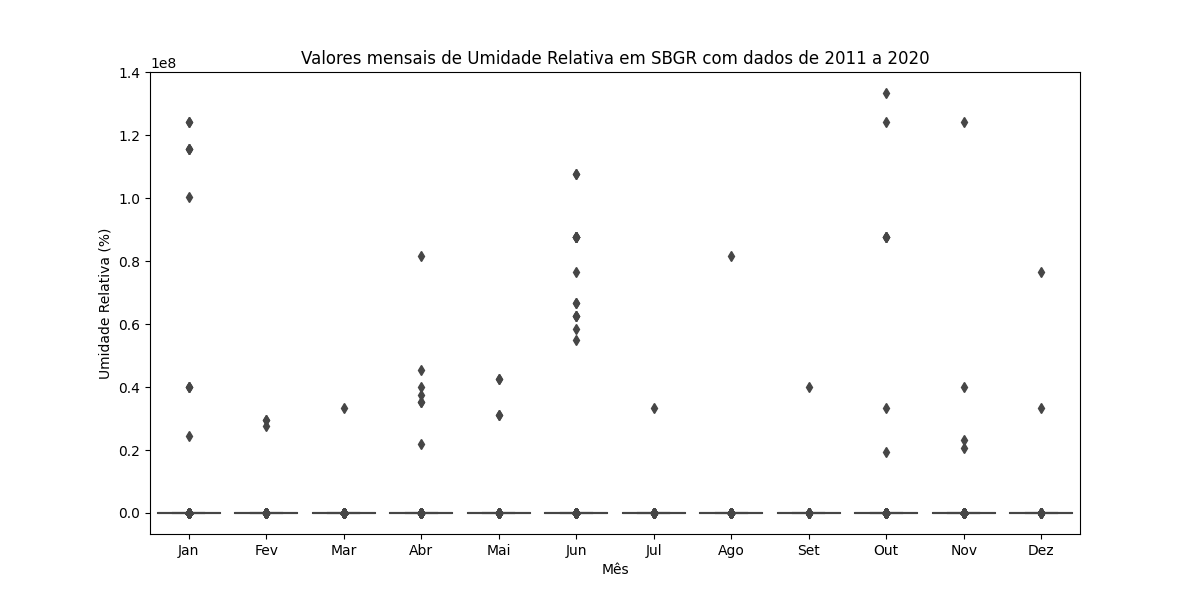 Valores mensais de Umidade Relativa em SBGR com dados de 2011 a 2020
1e8
1.4
1.2
1.0
0.8
0.6
0.4
0.2
0.0
Umidade Relativa (%)
Jan Fev Mar Abr Mai Jun Jul Ago Set Out Nov Dez
Mês